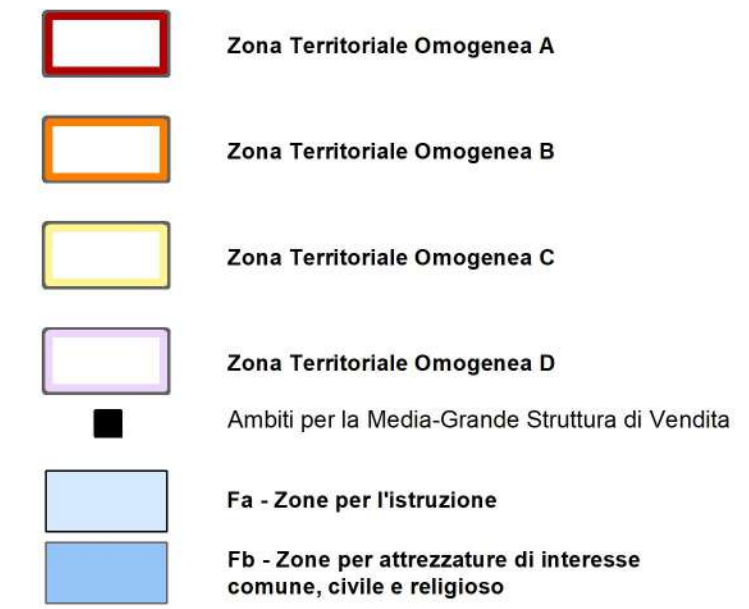 Zona Territoriale Omogenea A
Zona Territoriale Omogenea B
Zona Territoriale Omogenea C
Zona Territoriale Omogenea D
Ambiti per la Media-Grande Struttura di Vendita
Fa - Zone per l'istruzione
Fb - Zone per attrezzature di interesse
comune, civile e religioso